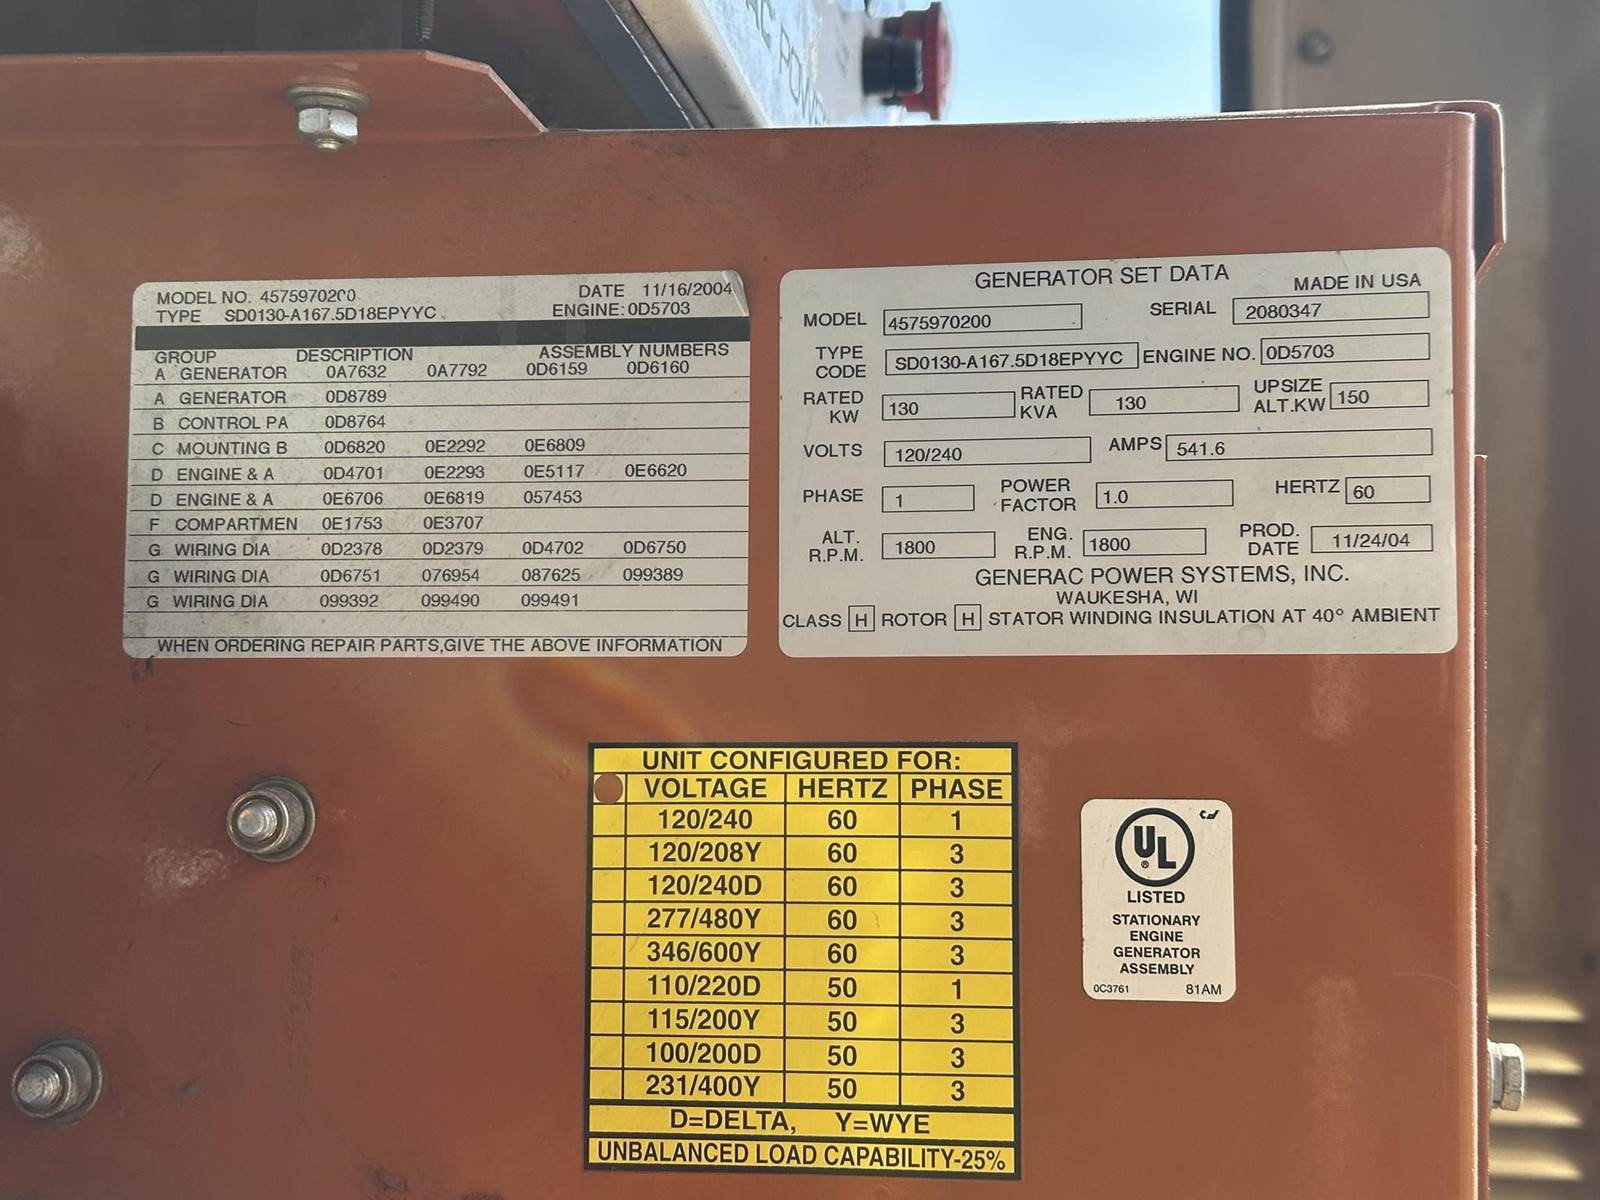 AC POWER
MODEL NO. 4575970200 DATE 11/16/2004
TYPE SD0130-A167.5D18EPYYC ENGINE: 0D5703
GROUP DESCRIPTION ASSEMBLY NUMBERS
A GENERATOR 0A7632 0A7792 0D6159 0D6160
A GENERATOR 0D8789
B CONTROL PA 0D8764
C MOUNTING B 0D6820 0E2292 0E6809
D ENGINE & A 0D4701 0E2293 0E5117 0E6620
D ENGINE & A 0E6706 0E6819 057453
F COMPARTMEN 0E1753 0E3707
G WIRING DIA 0D2378 0D2379 0D4702 0D6750
G WIRING DIA 0D6751 076954 087625 099389
G WIRING DIA 099392 099490 099491
WHEN ORDERING REPAIR PARTS,GIVE THE ABOVE INFORMATION
GENERATOR SET DATA
MADE IN USA
MODEL 4575970200 SERIAL 2080347
TYPE CODE SD0130-A167.5D18EPYYC ENGINE NO. 0D5703
RATED KW 130 RATED KVA 130 UPSIZE ALT.KW 150
VOLTS 120/240 AMPS 541.6
PHASE 1 POWER FACTOR 1.0 HERTZ 60
ALT. R.P.M. 1800 ENG. R.P.M. 1800 PROD. DATE 11/24/04
GENERAC POWER SYSTEMS, INC.
WAUKESHA, WI
CLASS H ROTOR H STATOR WINDING INSULATION AT 40° AMBIENT
UNIT CONFIGURED FOR:
VOLTAGE HERTZ PHASE
120/240 60 1
120/208Y 60 3
120/240D 60 3
277/480Y 60 3
346/600Y 60 3
110/220D 50 1
115/200Y 50 3
100/200D 50 3
231/400Y 50 3
D=DELTA, Y=WYE
UNBALANCED LOAD CAPABILITY-25%
UL ®
LISTED
STATIONARY
ENGINE
GENERATOR
ASSEMBLY
0C3761 81AM